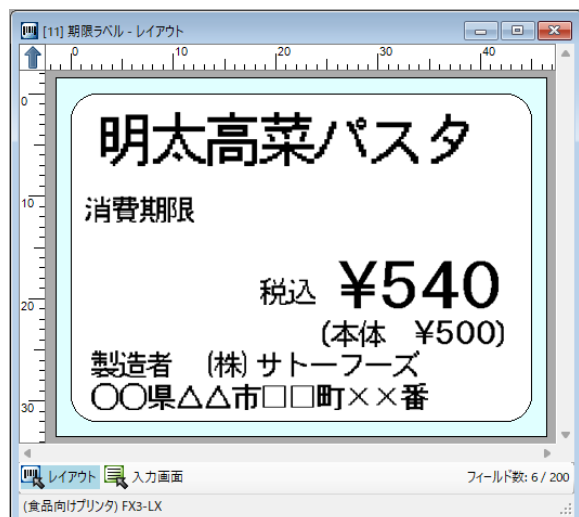 [11] 期限ラベル - レイアウト
0 10 20 30 40
0
10
20
30
明太高菜パスタ
消費期限
税込 ¥540
(本体 ¥500)
製造者 (株)サトーフーズ
〇〇県△△市□□町××番
レイアウト 入力画面 フィールド数: 6 / 200
(食品向けプリンタ) FX3-LX